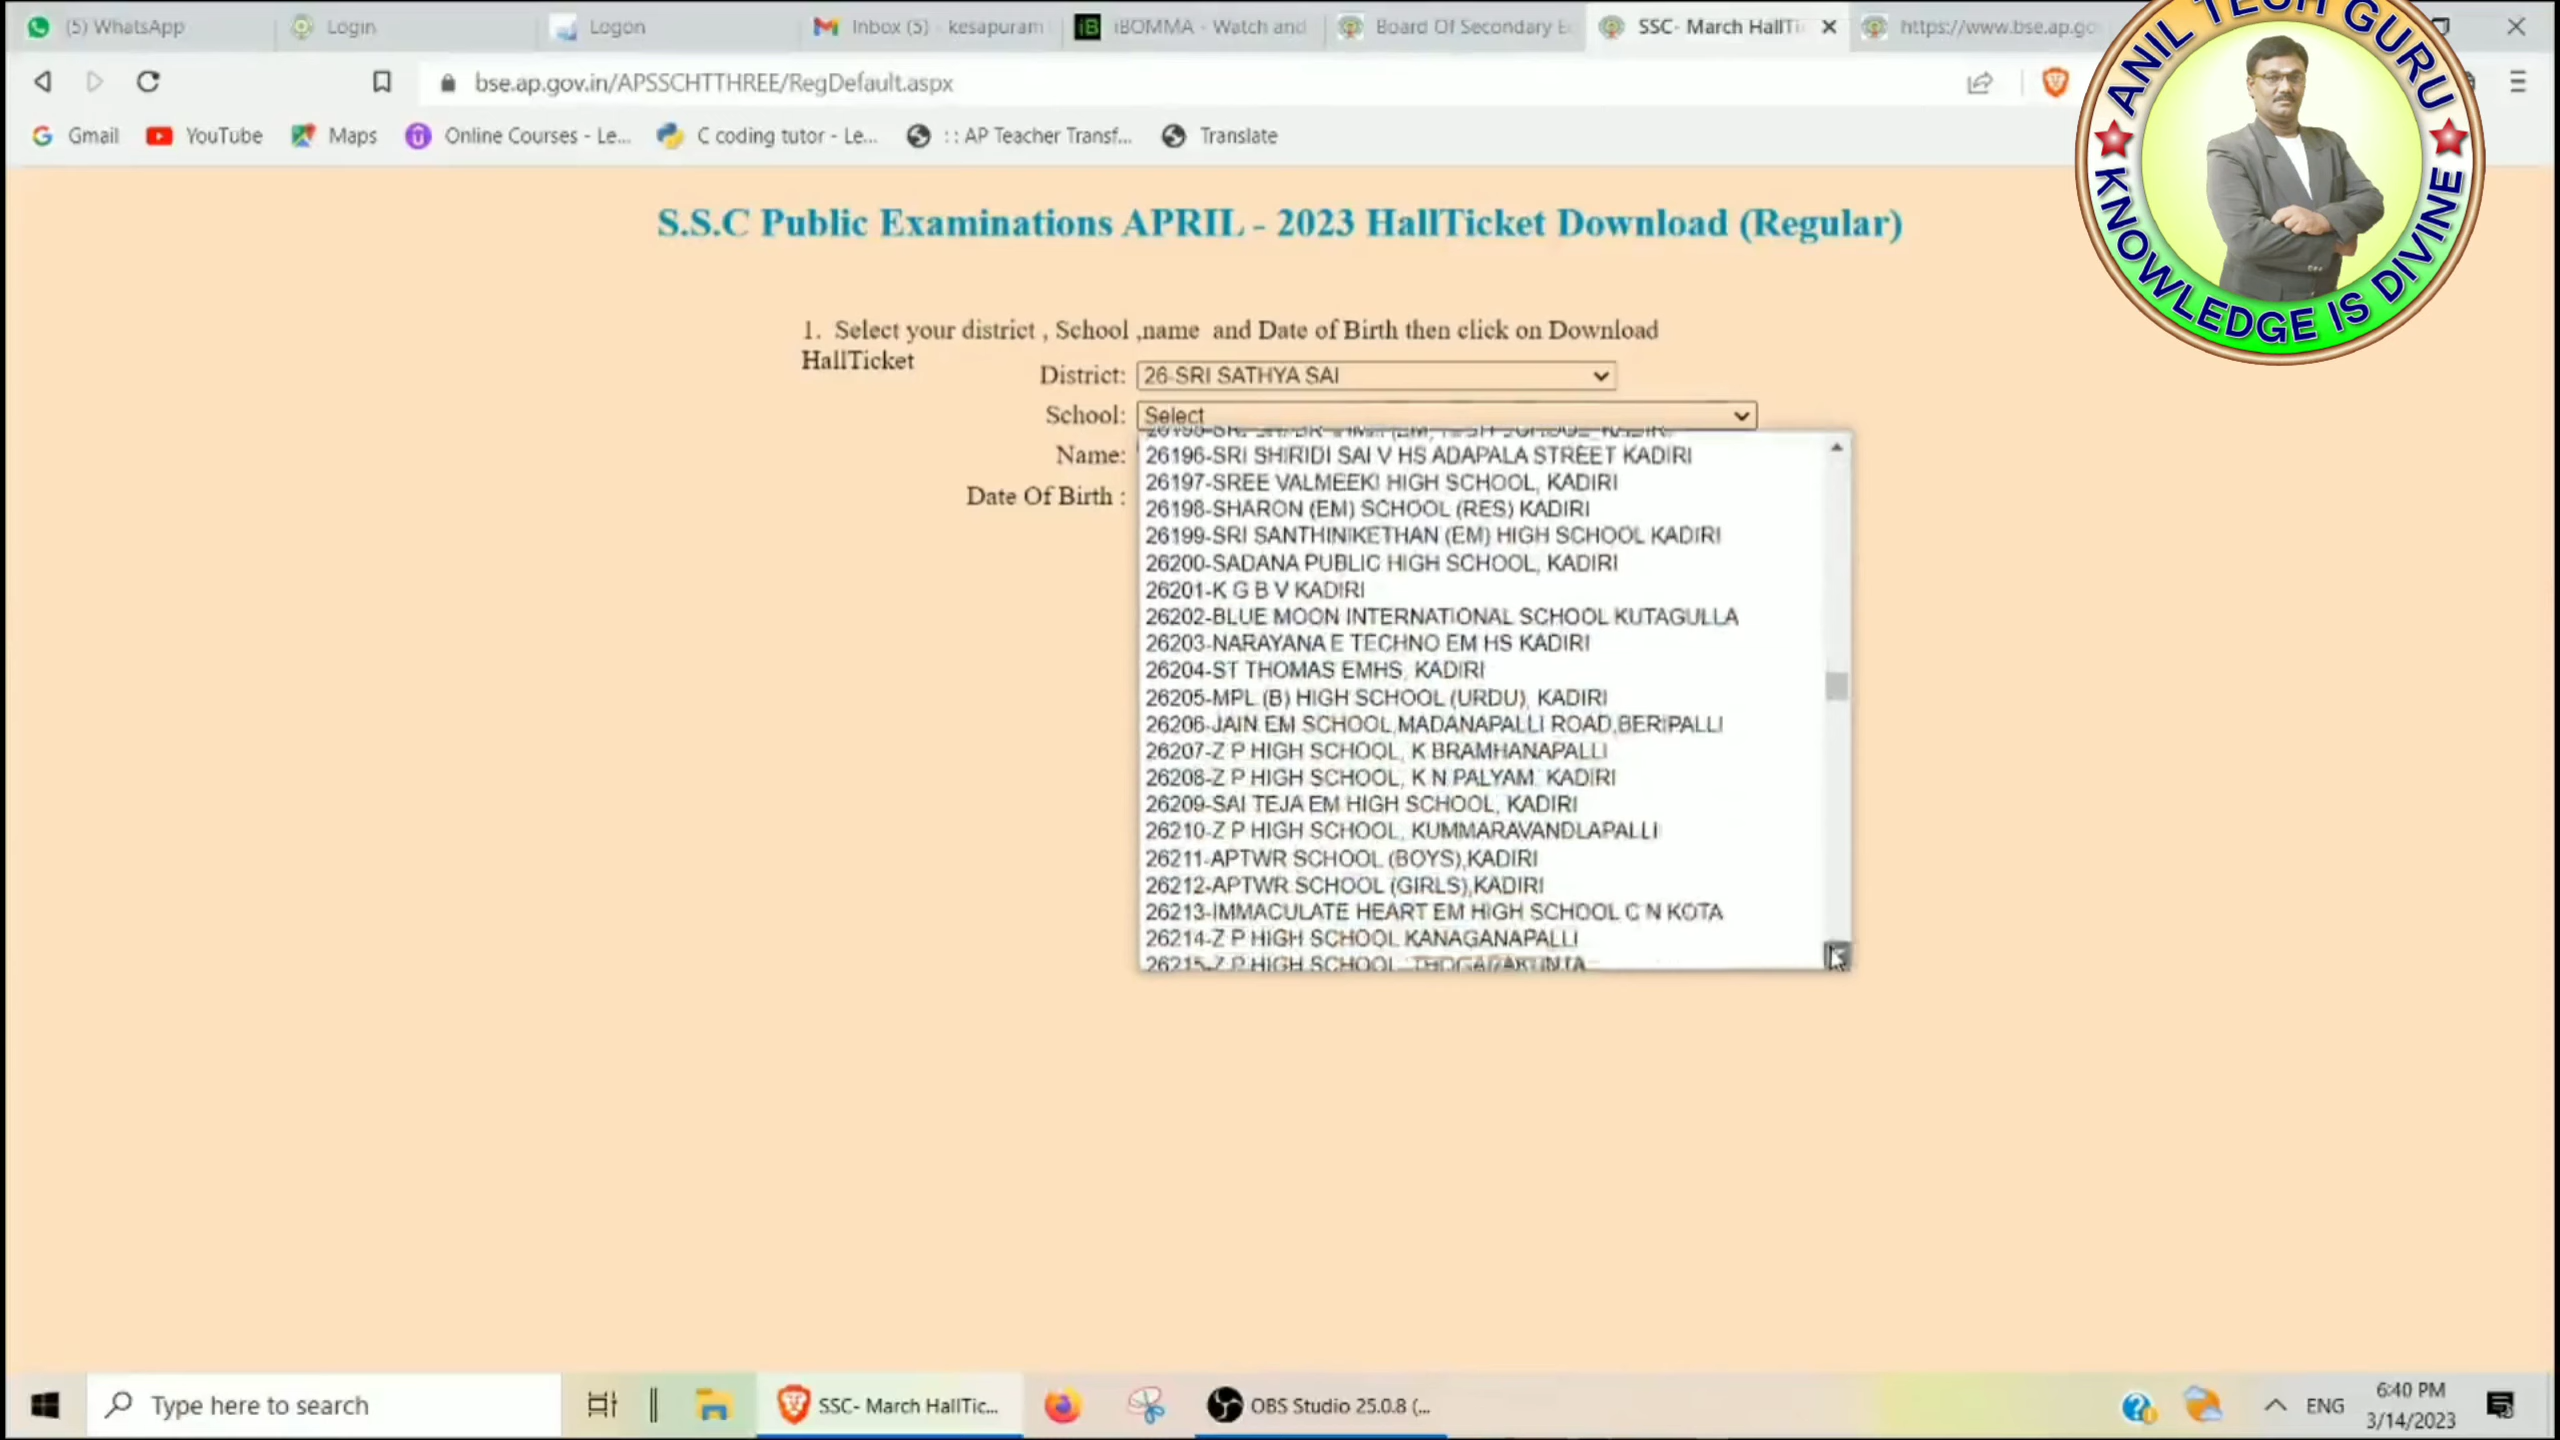 (5) WhatsApp
Login
Logon
Inbox (5) - kesapuram
iB
iBOMMA - Watch and
Board Of Secondary E
SSC- March HallTi
https://www.bse.ap.go
bse.ap.gov.in/APSSCHTTHREE/RegDefault.aspx
Gmail
YouTube
Maps
Online Courses - Le...
C coding tutor - Le...
:: AP Teacher Transf...
Translate
ANIL TECH GURU
KNOWLEDGE IS DIVINE
S.S.C Public Examinations APRIL - 2023 HallTicket Download (Regular)
1. Select your district , School ,name and Date of Birth then click on Download
HallTicket
District: 26-SRI SATHYA SAI
School: Select
Name:
Date Of Birth :
26196-SRI SHIRIDI SAI V HS ADAPALA STREET KADIRI
26197-SREE VALMEEKI HIGH SCHOOL, KADIRI
26198-SHARON (EM) SCHOOL (RES) KADIRI
26199-SRI SANTHINIKETHAN (EM) HIGH SCHOOL KADIRI
26200-SADANA PUBLIC HIGH SCHOOL, KADIRI
26201-K G B V KADIRI
26202-BLUE MOON INTERNATIONAL SCHOOL KUTAGULLA
26203-NARAYANA E TECHNO EM HS KADIRI
26204-ST THOMAS EMHS, KADIRI
26205-MPL (B) HIGH SCHOOL (URDU), KADIRI
26206-JAIN EM SCHOOL,MADANAPALLI ROAD,BERIPALLI
26207-Z P HIGH SCHOOL, K BRAMHANAPALLI
26208-Z P HIGH SCHOOL, K N PALYAM KADIRI
26209-SAI TEJA EM HIGH SCHOOL, KADIRI
26210-Z P HIGH SCHOOL, KUMMARAVANDLAPALLI
26211-APTWR SCHOOL (BOYS),KADIRI
26212-APTWR SCHOOL (GIRLS),KADIRI
26213-IMMACULATE HEART EM HIGH SCHOOL C N KOTA
26214-Z P HIGH SCHOOL KANAGANAPALLI
26215-Z P HIGH SCHOOL
Type here to search
SSC- March HallTic...
OBS Studio 25.0.8 (...
ENG
6:40 PM
3/14/2023